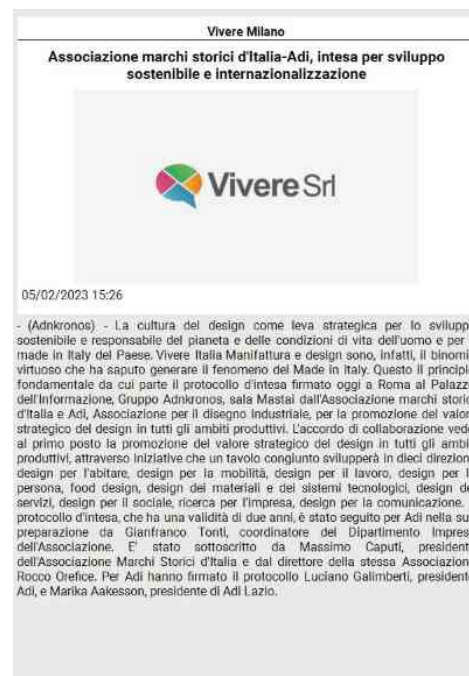 Vivere Milano
Associazione marchi storici d'Italia-Adi, intesa per sviluppo
sostenibile e internazionalizzazione
Vivere Srl
05/02/2023 15:26
- (Adnkronos) - La cultura del design come leva strategica per lo svilupp
sostenibile e responsabile del pianeta e delle condizioni di vita dell'uomo e per
made in Italy del Paese. Vivere Italia Manifattura e design sono, infatti, il binomi
virtuoso che ha saputo generare il fenomeno del Made in Italy. Questo il principi
fondamentale da cui parte il protocollo d'intesa firmato oggi a Roma al Palazz
dell'Informazione, Gruppo Adnkronos, sala Mastai dall'Associazione marchi storic
d'Italia e Adi, Associazione per il disegno industriale, per la promozione del valor
strategico del design in tutti gli ambiti produttivi. L'accordo di collaborazione ved
al primo posto la promozione del valore strategico del design in tutti gli ambi
produttivi, attraverso iniziative che un tavolo congiunto svilupperà in dieci direzion
design per l'abitare, design per la mobilità, design per il lavoro, design per l
persona, food design, design dei materiali e dei sistemi tecnologici, design de
servizi, design per il sociale, ricerca per l'impresa, design per la comunicazione.
protocollo d'intesa, che ha una validità di due anni, è stato seguito per Adi nella su
preparazione da Gianfranco Tonti, coordinatore del Dipartimento Impres
dell'Associazione. E' stato sottoscritto da Massimo Caputi, president
dell'Associazione Marchi Storici d'Italia e dal direttore della stessa Association
Rocco Orefice. Per Adi hanno firmato il protocollo Luciano Galimberti, president
Adi, e Marika Aakesson, presidente di Adi Lazio.